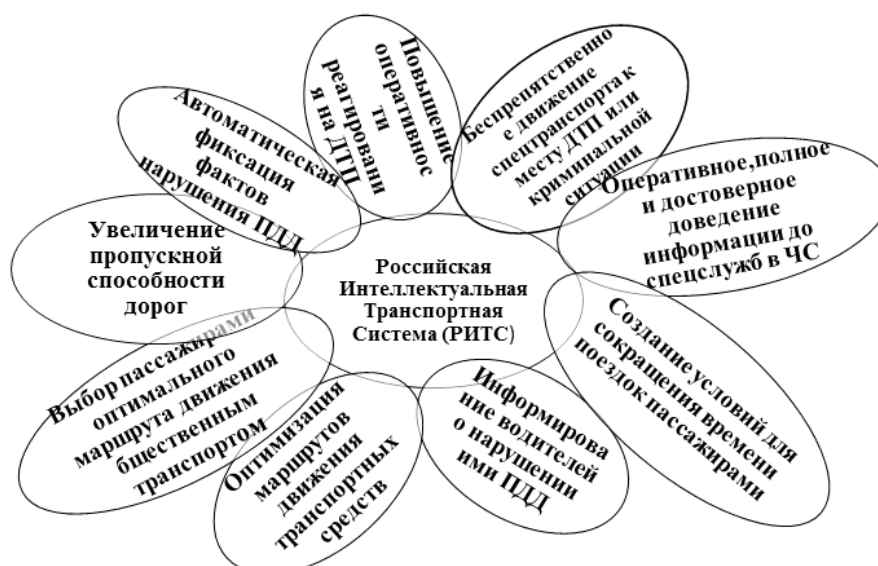 Российская
Интеллектуальная
Транспортная
Система (РИТС)
Повышение
оперативнос
ти
реагировани
я на ДТП
Беспрепятственно
е движение
спецтранспорта к
месту ДТП или
криминальной
ситуации
Оперативное,полное
и достоверное
доведение
информации до
спецслужб в ЧС
Создание условий для
сокращения времени
поездок пассажирами
Информирова
ние водителей
о нарушении
ими ПДД
Оптимизация
маршрутов
движения
транспортных
средств
Выбор пассажирами
оптимального
маршрута движения
бщественным
транспортом
Увеличение
пропускной
способности
дорог
Автоматическая
фиксация
фактов
нарушения ПДД